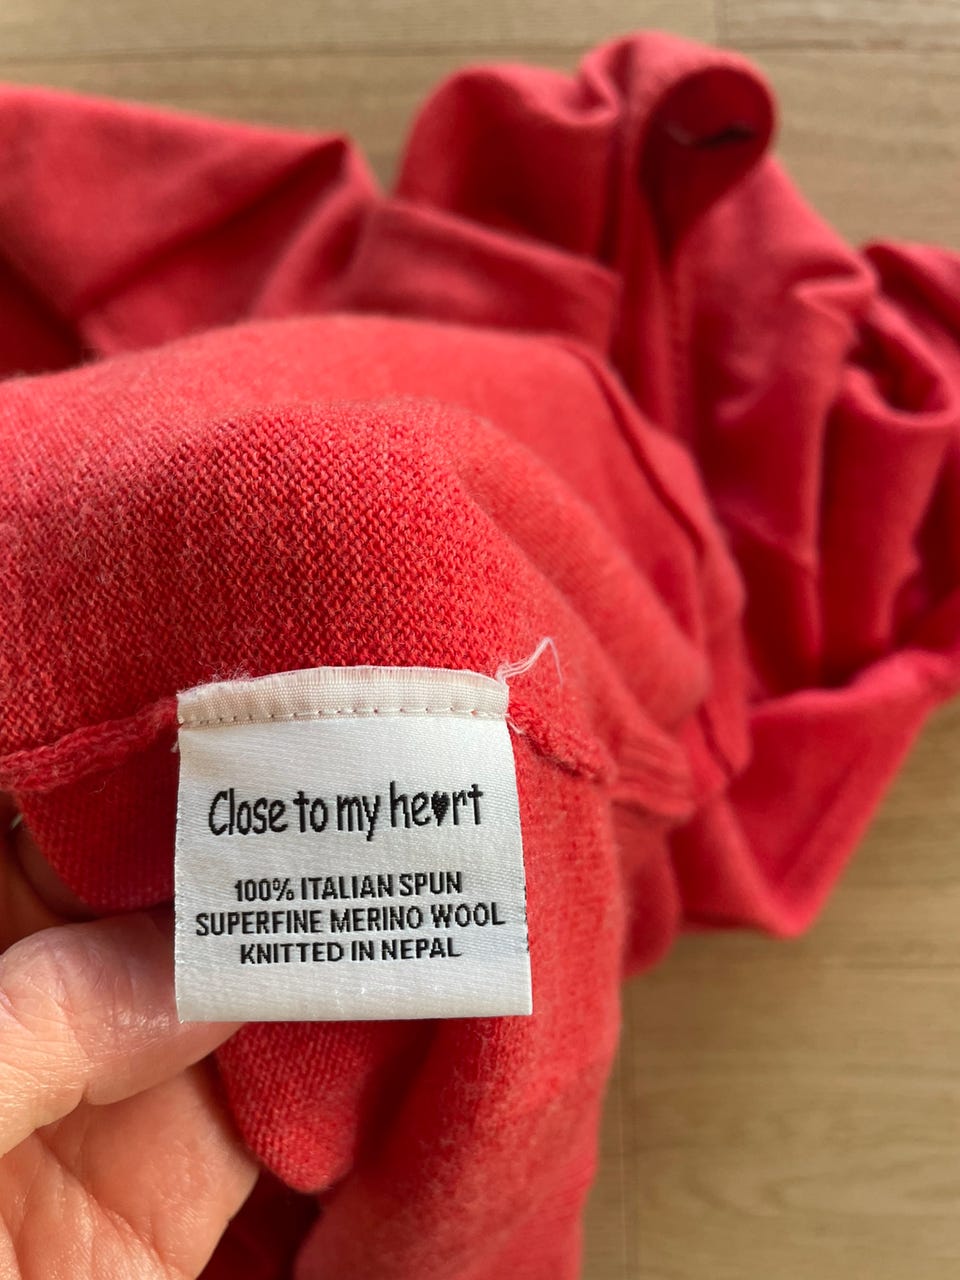 Close to my he♥rt
100% ITALIAN SPUN
SUPERFINE MERINO WOOL
KNITTED IN NEPAL